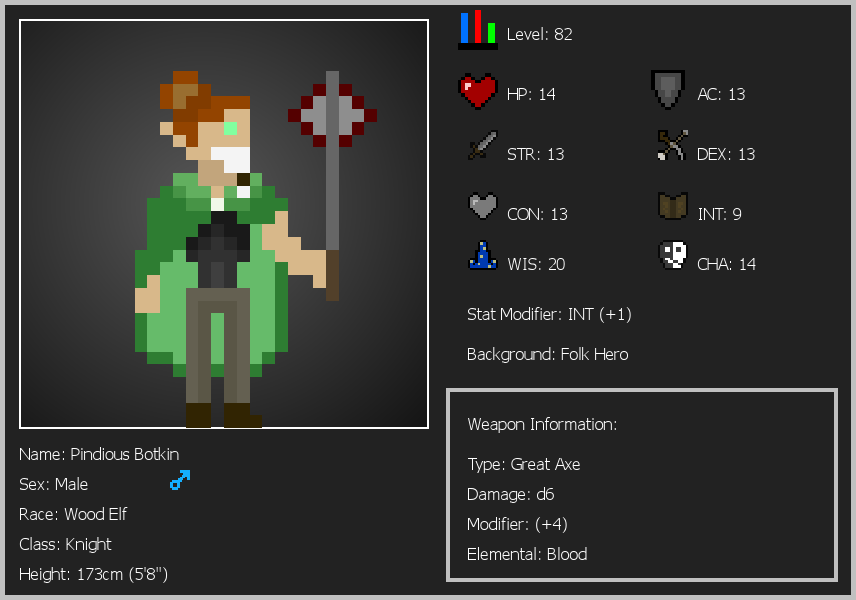 Level: 82
HP: 14
AC: 13
STR: 13
DEX: 13
CON: 13
INT: 9
WIS: 20
CHA: 14
Stat Modifier: INT (+1)
Background: Folk Hero
Weapon Information:
Type: Great Axe
Damage: d6
Modifier: (+4)
Elemental: Blood
Name: Pindious Botkin
Sex: Male
Race: Wood Elf
Class: Knight
Height: 173cm (5'8")